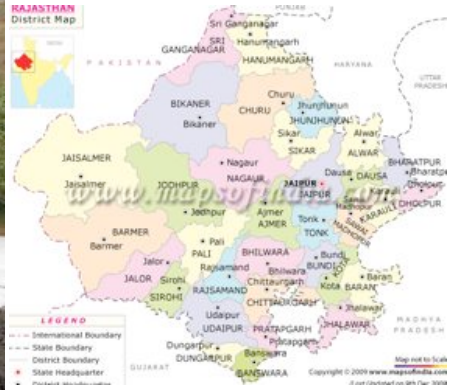 RAJASTHAN
District Map
PUNJAB
Sri Ganganagar
SRI
GANGANAGAR
Hanumangarh
HANUMANGARH
HARYANA
PAKISTAN
UTTAR
PRADESH
BIKANER
Bikaner
Churu
CHURU
Jhunjhunun
JHUNJHUNUN
Sikar
SIKAR
Alwar
ALWAR
JAISALMER
Jaisalmer
JODHPUR
Jodhpur
Nagaur
NAGAUR
JAIPUR
JAIPUR
Dausa
DAUSA
BHARATPUR
Bharatpur
Dholpur
DHOLPUR
KARAULI
SAWAI
MADHOPUR
www.mapsofindia.com
Ajmer
AJMER
Tonk
TONK
BARMER
Barmer
Pali
PALI
Jalor
JALOR
Sirohi
SIROHI
Rajsamand
RAJSAMAND
BHILWARA
Bhilwara
Bundi
BUNDI
KOTA
Kota
Baran
BARAN
Chittaurgarh
CHITTAURGARH
Jhalawar
JHALAWAR
Udaipur
UDAIPUR
PRATAPGARH
Pratapgarh
Dungarpur
DUNGARPUR
Banswara
BANSWARA
GUJARAT
MADHYA
PRADESH
LEGEND
International Boundary
State Boundary
District Boundary
State Headquarter
District Headquarter
Map not to Scale
Copyright © 2009 www.mapsofindia.com